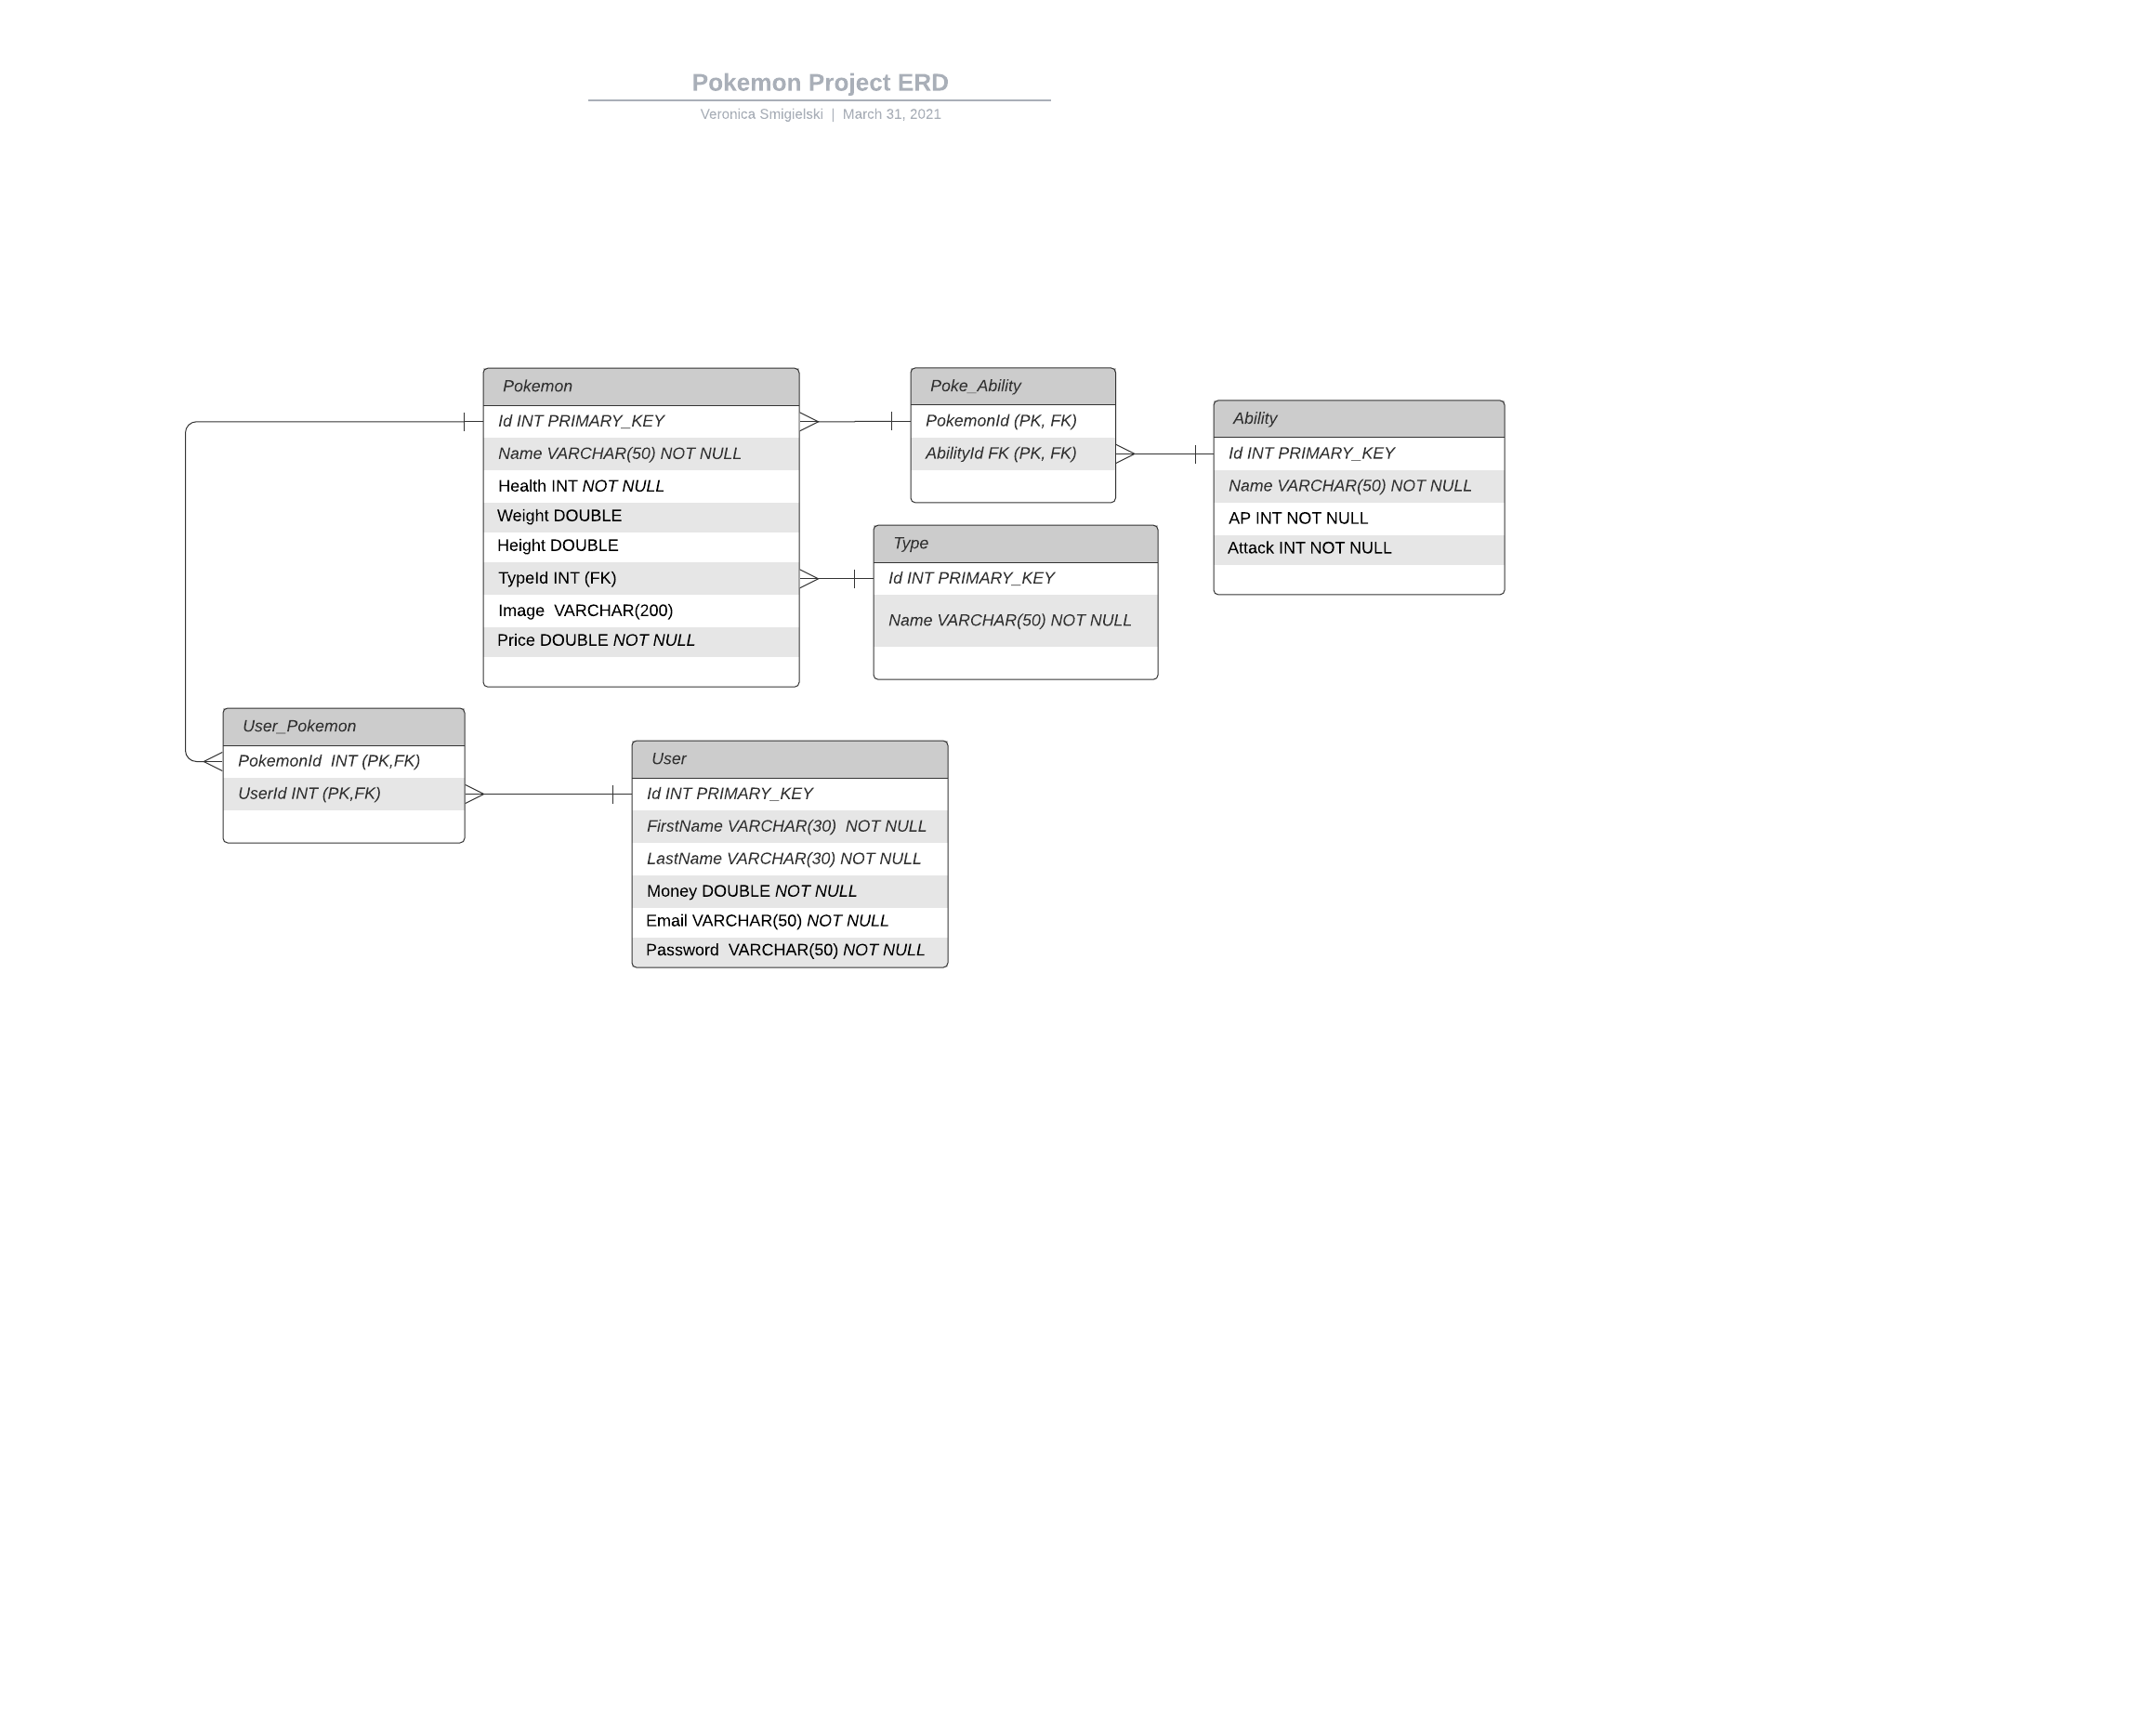 Pokemon Project ERD
Veronica Smigielski | March 31, 2021
Pokemon
Id INT PRIMARY_KEY
Name VARCHAR(50) NOT NULL
Health INT NOT NULL
Weight DOUBLE
Height DOUBLE
TypeId INT (FK)
Image  VARCHAR(200)
Price DOUBLE NOT NULL
Poke_Ability
PokemonId (PK, FK)
AbilityId FK (PK, FK)
Ability
Id INT PRIMARY_KEY
Name VARCHAR(50) NOT NULL
AP INT NOT NULL
Attack INT NOT NULL
Type
Id INT PRIMARY_KEY
Name VARCHAR(50) NOT NULL
User_Pokemon
PokemonId  INT (PK,FK)
UserId INT (PK,FK)
User
Id INT PRIMARY_KEY
FirstName VARCHAR(30)  NOT NULL
LastName VARCHAR(30) NOT NULL
Money DOUBLE NOT NULL
Email VARCHAR(50) NOT NULL
Password  VARCHAR(50) NOT NULL